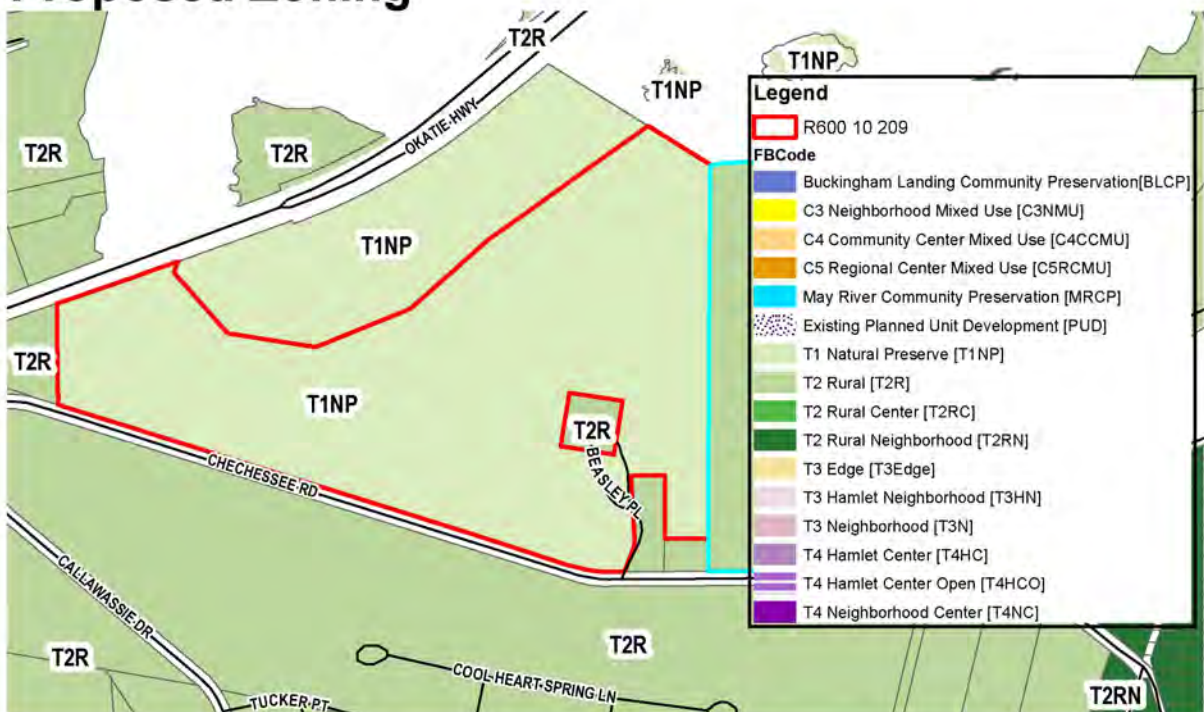 Proposed Zoning
T2R
T1NP
T1NP
OKATIE HWY
T2R
T2R
T1NP
T2R
T1NP
T2R
BEASLEY PL
CHECHESSEE RD
CALLAWASSIE DR
T2R
T2R
COOL HEART SPRING LN
TUCKER PT
T2RN
Legend
R600 10 209
FBCode
Buckingham Landing Community Preservation[BLCP]
C3 Neighborhood Mixed Use [C3NMU]
C4 Community Center Mixed Use [C4CCMU]
C5 Regional Center Mixed Use [C5RCMU]
May River Community Preservation [MRCP]
Existing Planned Unit Development [PUD]
T1 Natural Preserve [T1NP]
T2 Rural [T2R]
T2 Rural Center [T2RC]
T2 Rural Neighborhood [T2RN]
T3 Edge [T3Edge]
T3 Hamlet Neighborhood [T3HN]
T3 Neighborhood [T3N]
T4 Hamlet Center [T4HC]
T4 Hamlet Center Open [T4HCO]
T4 Neighborhood Center [T4NC]